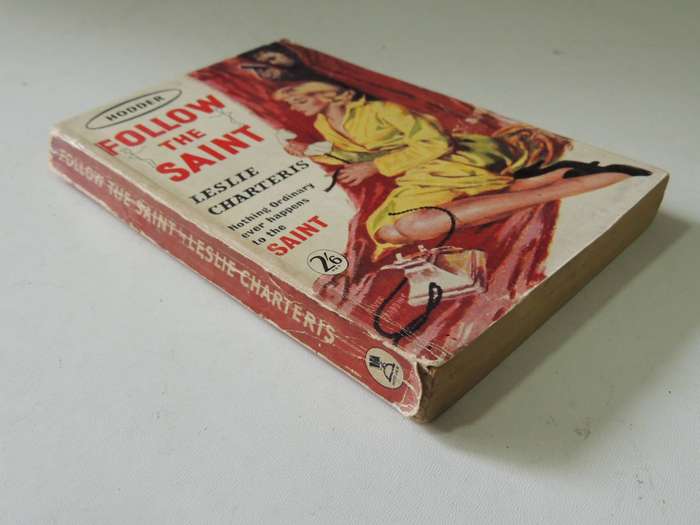 HODDER
FOLLOW
THE
SAINT
LESLIE
CHARTERIS
Nothing Ordinary
ever happens
to the
SAINT
2/6
FOLLOW THE SAINT LESLIE CHARTERIS